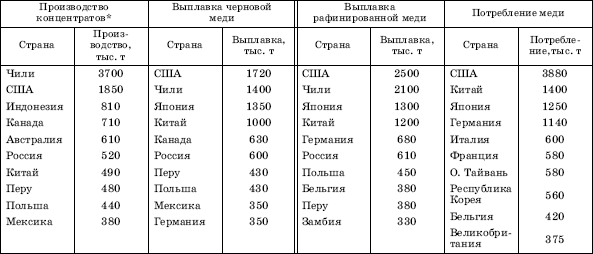 Производство концентратов* Выплавка черновой меди Выплавка рафинированной меди Потребление меди
Страна Произ-водство, тыс. т Страна Выплавка, тыс. т Страна Выплавка, тыс. т Страна Потребле-ние,тыс. т
Чили 3700 США 1720 США 2500 США 3880
США 1850 Чили 1400 Чили 2100 Китай 1400
Индонезия 810 Япония 1350 Япония 1300 Япония 1250
Канада 710 Китай 1000 Китай 1200 Германия 1140
Австралия 610 Канада 630 Германия 680 Италия 600
Россия 520 Россия 600 Россия 610 Франция 580
Китай 490 Перу 430 Польша 450 О. Тайвань 580
Перу 480 Польша 430 Бельгия 380 Республика Корея 560
Польша 440 Мексика 350 Перу 380 Бельгия 420
Мексика 380 Германия 350 Замбия 330 Великобри-тания 375